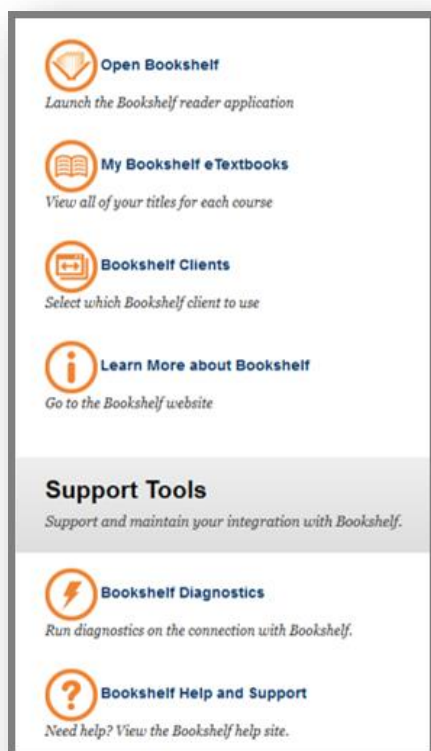 Open Bookshelf
Launch the Bookshelf reader application
My Bookshelf eTextbooks
View all of your titles for each course
Bookshelf Clients
Select which Bookshelf client to use
Learn More about Bookshelf
Go to the Bookshelf website
Support Tools
Support and maintain your integration with Bookshelf.
Bookshelf Diagnostics
Run diagnostics on the connection with Bookshelf.
Bookshelf Help and Support
Need help? View the Bookshelf help site.